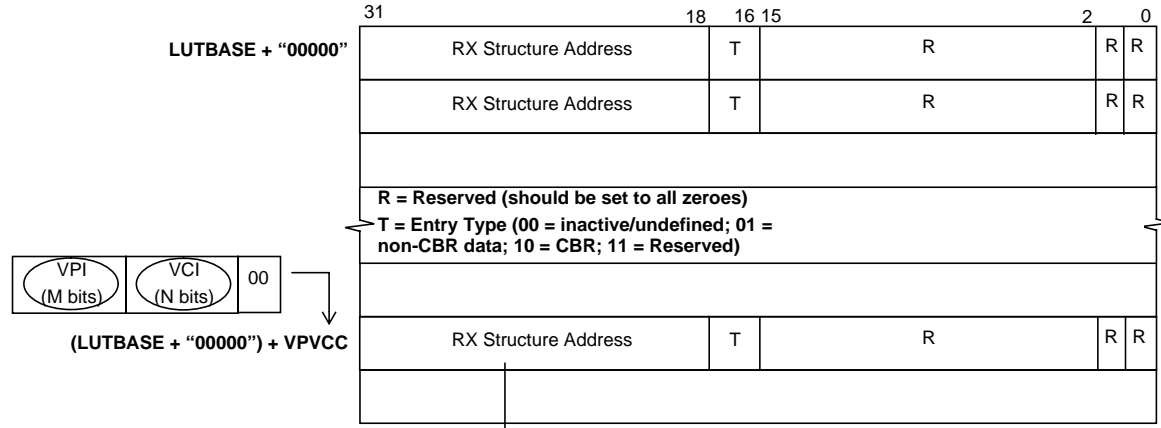 31 18 16 15 2 0
LUTBASE + “00000” RX Structure Address T R R R
RX Structure Address T R R R
R = Reserved (should be set to all zeroes)
T = Entry Type (00 = inactive/undefined; 01 =
non-CBR data; 10 = CBR; 11 = Reserved)
VPI VCI 00
(M bits) (N bits)
(LUTBASE + “00000”) + VPVCC RX Structure Address T R R R